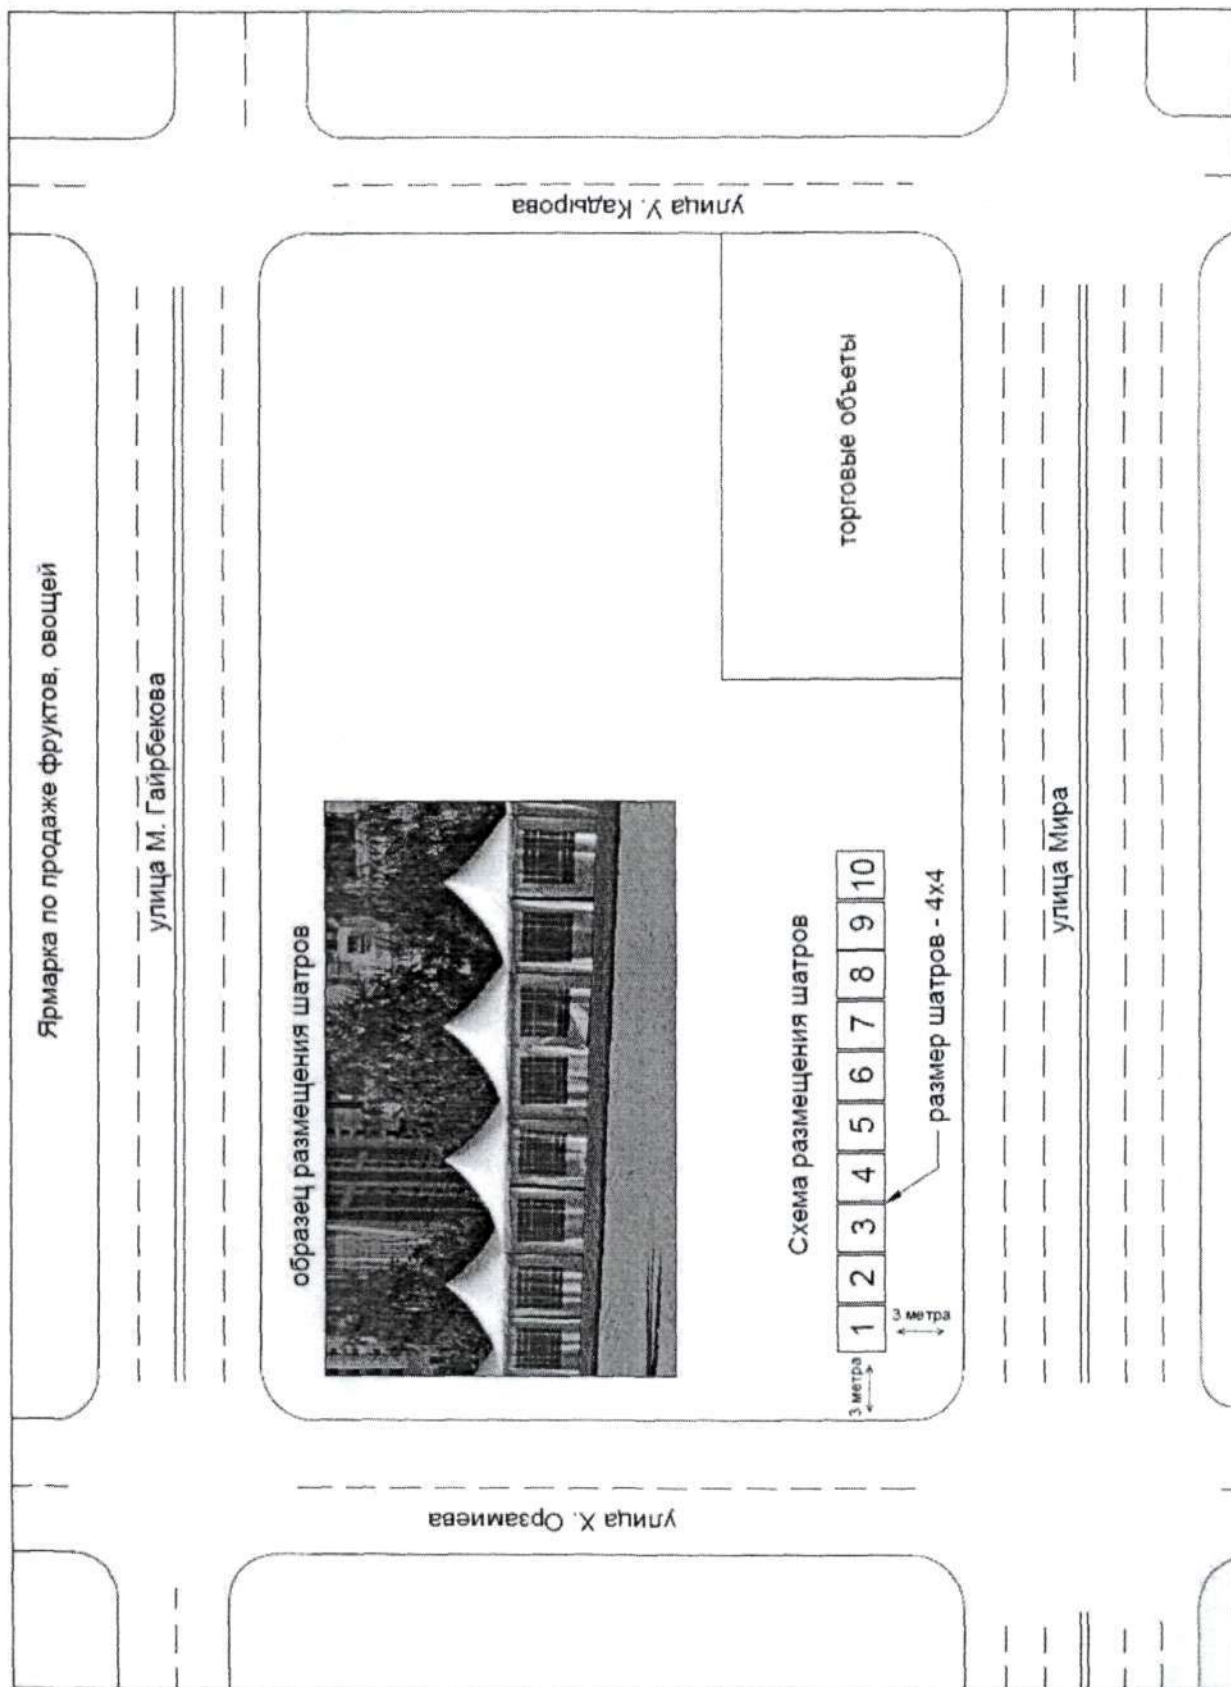 Ярмарка по продаже фруктов, овощей
улица М. Гайрбекова
улица Х. Орзамиева
улица У. Кадырова
образец размещения шатров
торговые объеты
Схема размещения шатров
3 метра
1 2 3 4 5 6 7 8 9 10
3 метра
размер шатров - 4х4
улица Мира